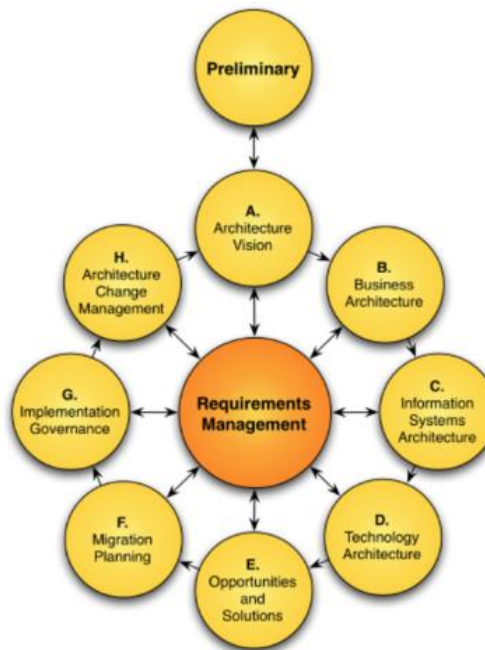 Preliminary
A.
Architecture
Vision
B.
Business
Architecture
C.
Information
Systems
Architecture
D.
Technology
Architecture
E.
Opportunities
and
Solutions
F.
Migration
Planning
G.
Implementation
Governance
H.
Architecture
Change
Management
Requirements
Management